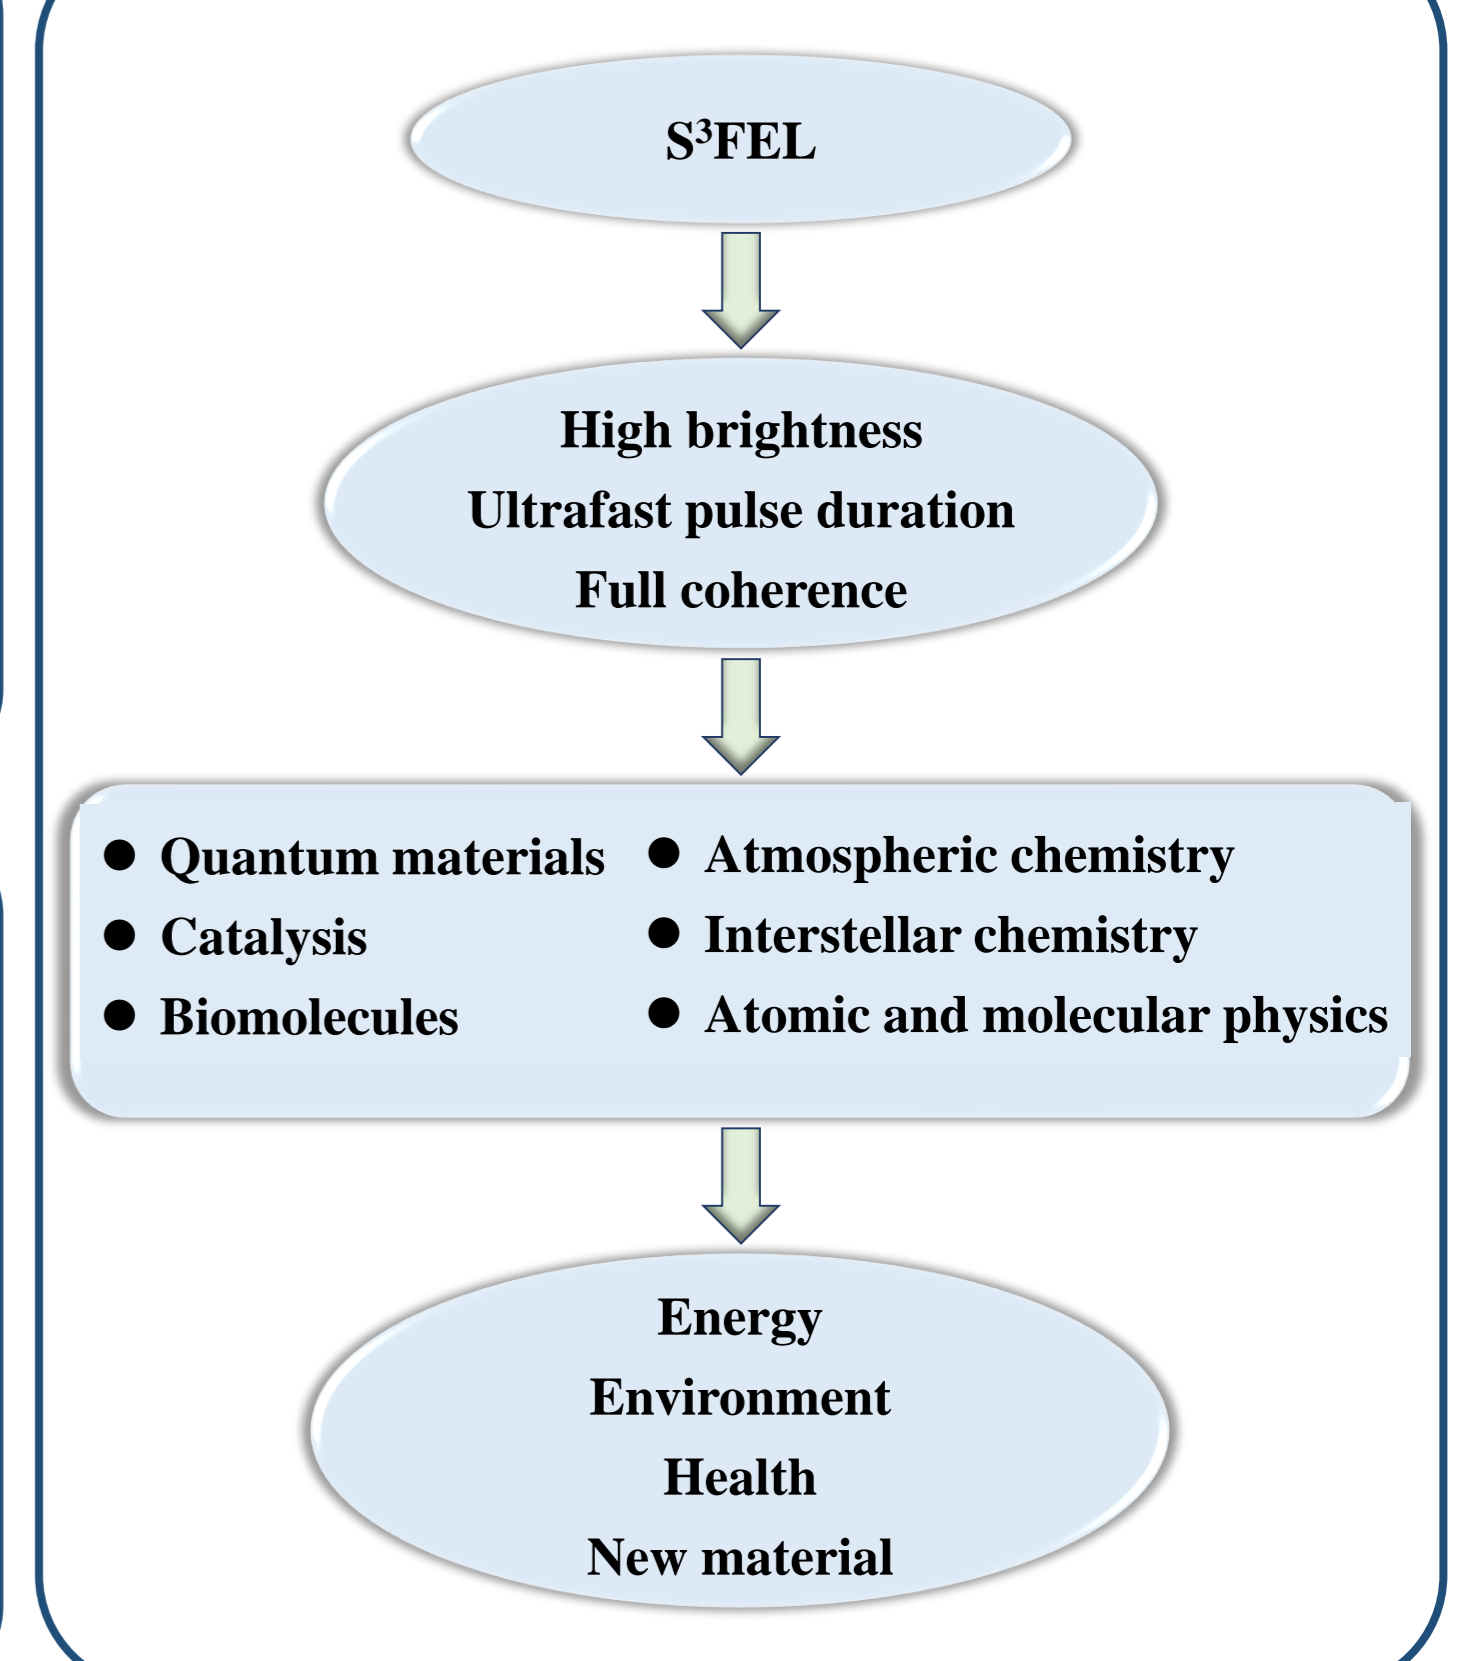 S³FEL
High brightness
Ultrafast pulse duration
Full coherence
● Quantum materials
● Catalysis
● Biomolecules
● Atmospheric chemistry
● Interstellar chemistry
● Atomic and molecular physics
Energy
Environment
Health
New material